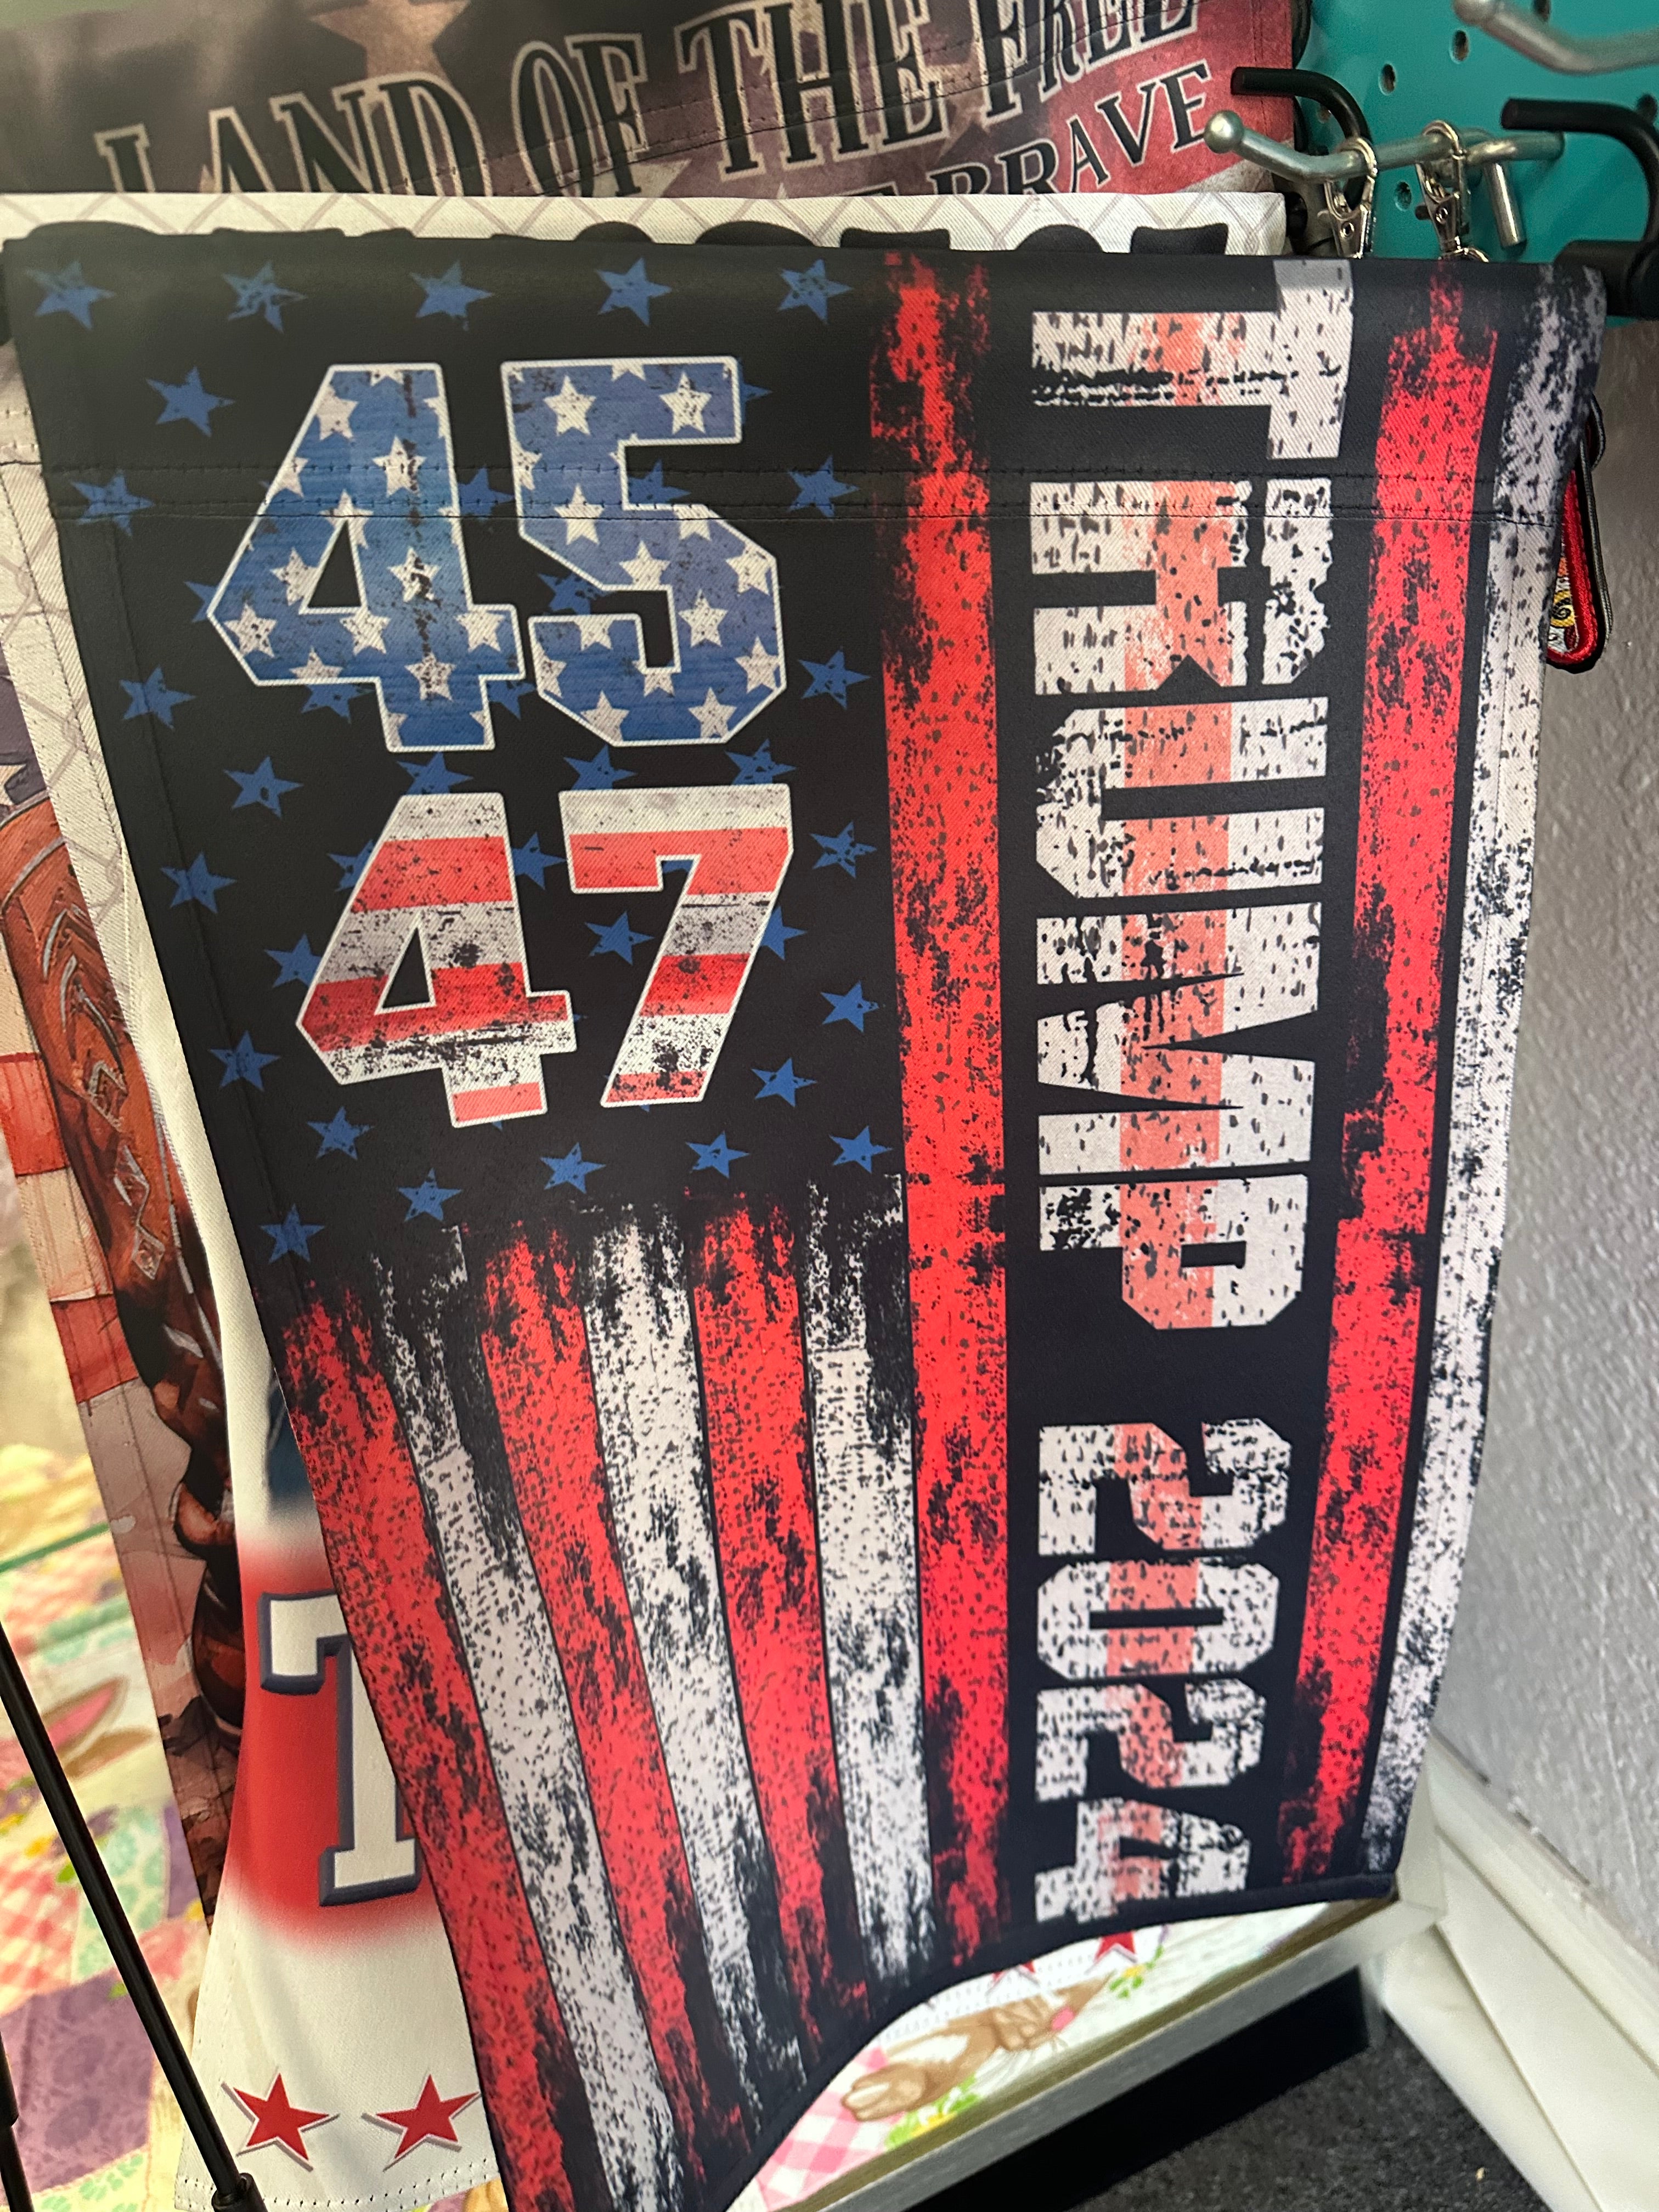 LAND OF THE FREE
BRAVE
45
47
TRUMP 2024